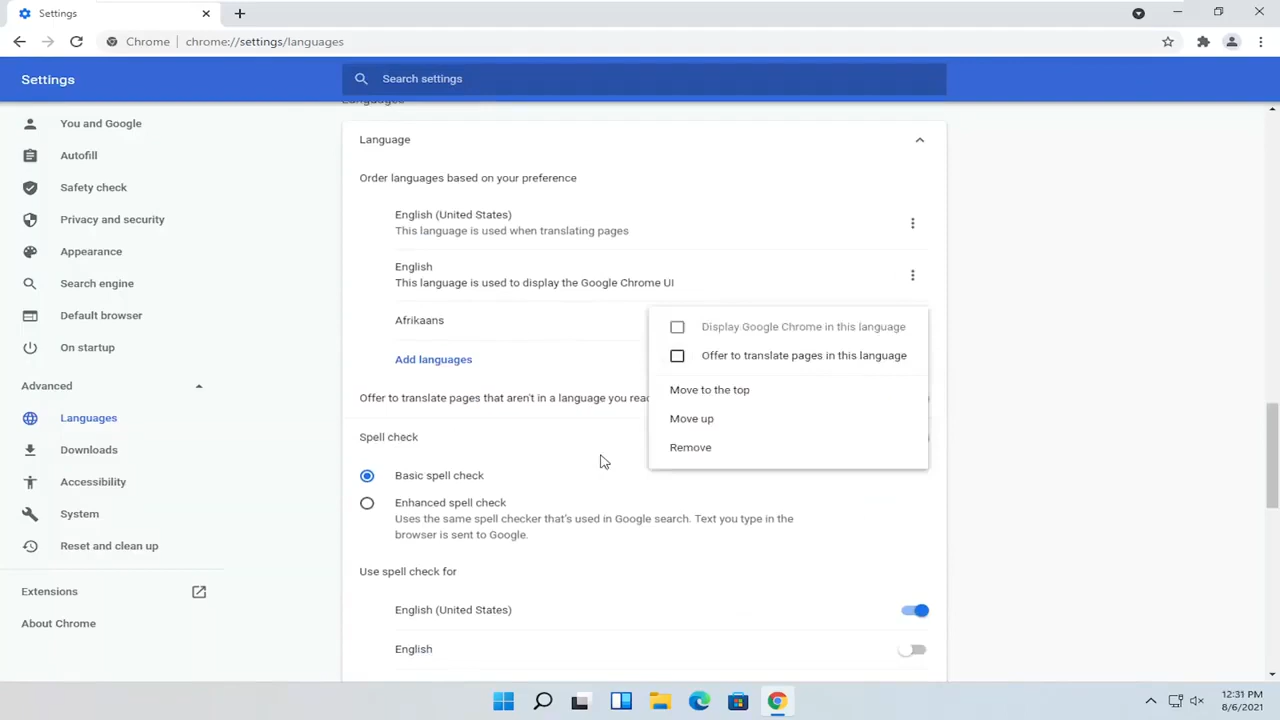 Settings
Chrome
chrome://settings/languages
Settings
Search settings
You and Google
Autofill
Safety check
Privacy and security
Appearance
Search engine
Default browser
On startup
Advanced
Languages
Downloads
Accessibility
System
Reset and clean up
Extensions
About Chrome
Languages
Language
Order languages based on your preference
English (United States)
This language is used when translating pages
English
This language is used to display the Google Chrome UI
Afrikaans
Add languages
Display Google Chrome in this language
Offer to translate pages in this language
Move to the top
Move up
Remove
Offer to translate pages that aren't in a language you
Spell check
Basic spell check
Enhanced spell check
Uses the same spell checker that's used in Google search. Text you type in the
browser is sent to Google.
Use spell check for
English (United States)
English
12:31 PM
8/6/2021